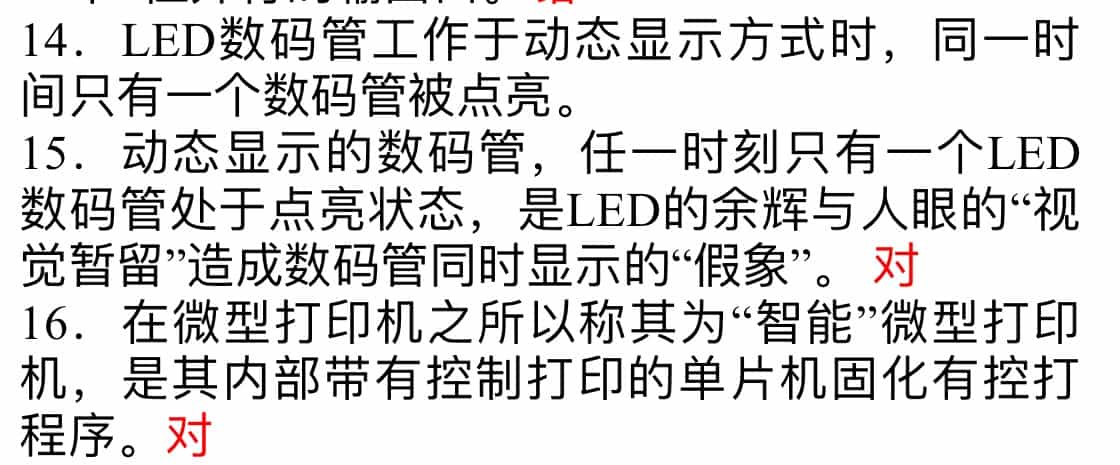 14．LED数码管工作于动态显示方式时，同一时
间只有一个数码管被点亮。
15．动态显示的数码管，任一时刻只有一个LED
数码管处于点亮状态，是LED的余辉与人眼的“视
觉暂留”造成数码管同时显示的“假象”。 对
16．在微型打印机之所以称其为“智能”微型打印
机，是其内部带有控制打印的单片机固化有控打
程序。对